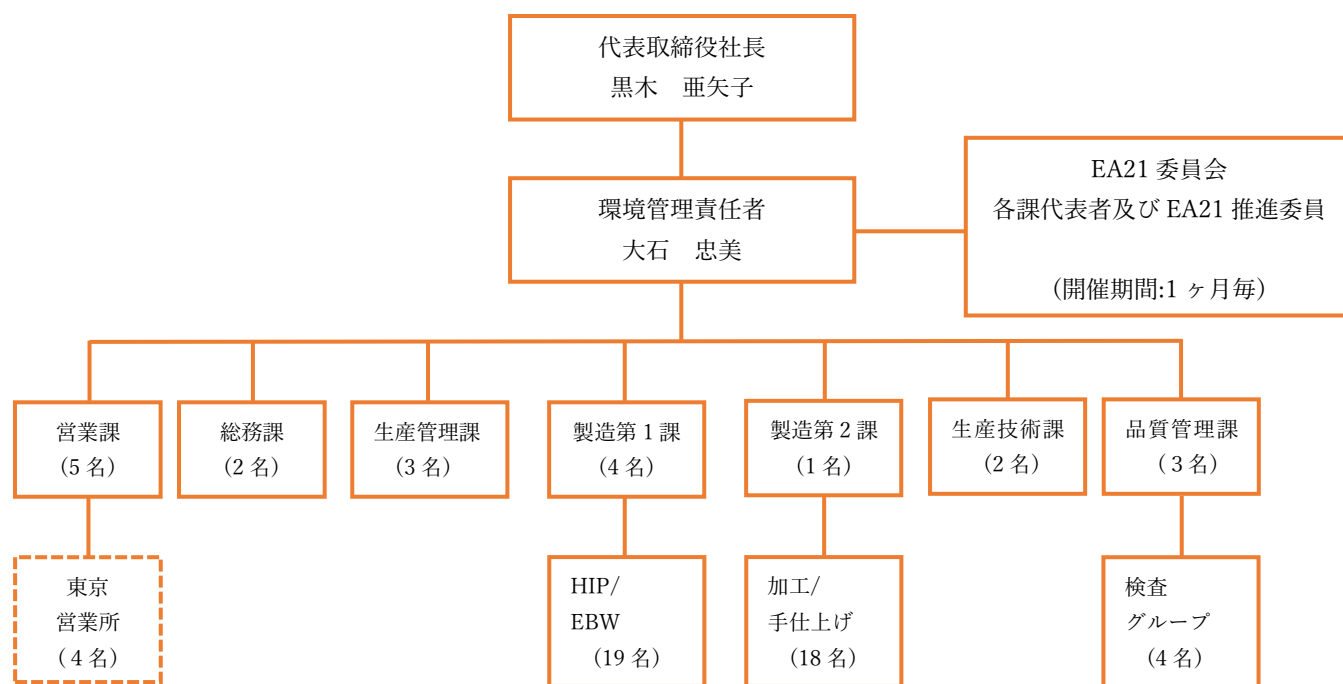 代表取締役社長
黒木　亜矢子
環境管理責任者
大石　忠美
EA21 委員会
各課代表者及び EA21 推進委員
(開催期間:1 ヶ月毎)
営業課
（5 名）
総務課
（2 名）
生産管理課
（3 名）
製造第 1 課
（4 名）
製造第 2 課
（1 名）
生産技術課
（2 名）
品質管理課
（ 3 名）
東京
営業所
（ 4 名）
HIP/
EBW
（19 名）
加工/
手仕上げ
（18 名）
検査
グループ
（4 名）